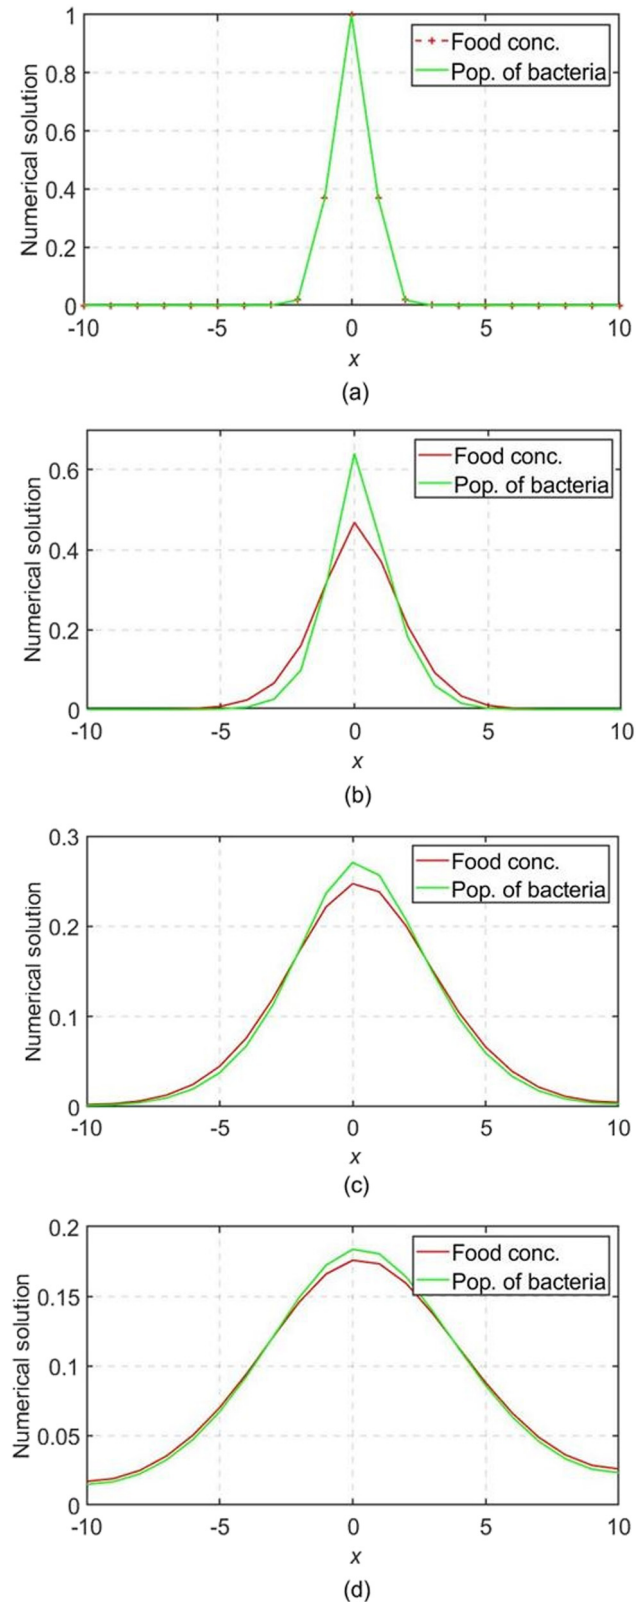 1
0.8
0.6
0.4
0.2
0
Numerical solution
Food conc.
Pop. of bacteria
-10 -5 0 5 10
x
(a)
0.6
0.4
0.2
0
Numerical solution
Food conc.
Pop. of bacteria
-10 -5 0 5 10
x
(b)
0.3
0.2
0.1
0
Numerical solution
Food conc.
Pop. of bacteria
-10 -5 0 5 10
x
(c)
0.2
0.15
0.1
0.05
0
Numerical solution
Food conc.
Pop. of bacteria
-10 -5 0 5 10
x
(d)